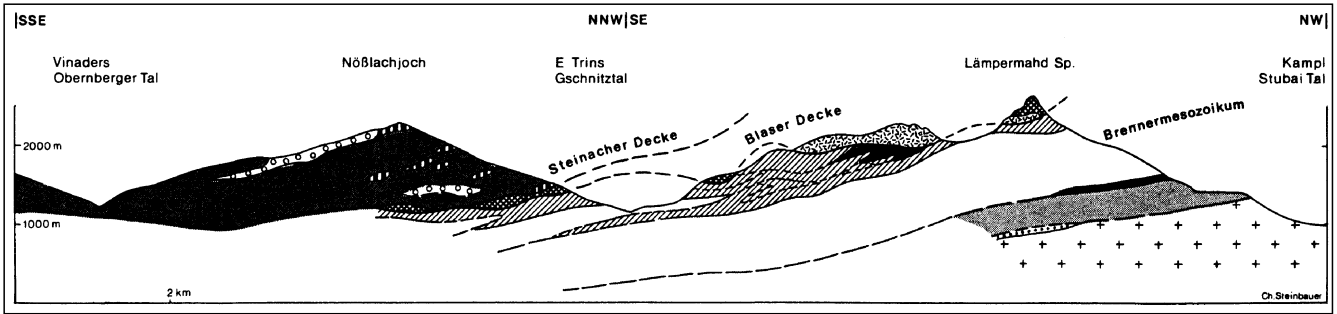 SSE
NNW SE
NW
Vinaders
Obernberger Tal
Nößlachjoch
E Trins
Gschnitztal
Lämpermahd Sp.
Kampl
Stubai Tal
Steinacher Decke
Blaser Decke
Brennermesozoikum
2000 m
1000 m
2 km
Ch.Steinbauer